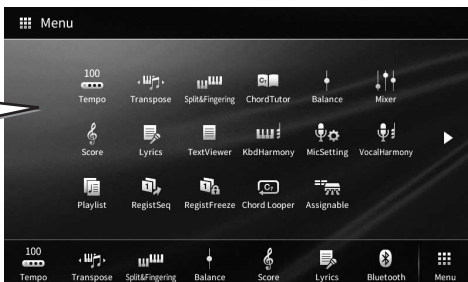 Menu
100
Tempo Transpose Split&Fingering ChordTutor Balance Mixer
Score Lyrics TextViewer KbdHarmony MicSetting VocalHarmony
Playlist RegistSeq RegistFreeze Chord Looper Assignable
100
Tempo Transpose Split&Fingering Balance Score Lyrics Bluetooth Menu